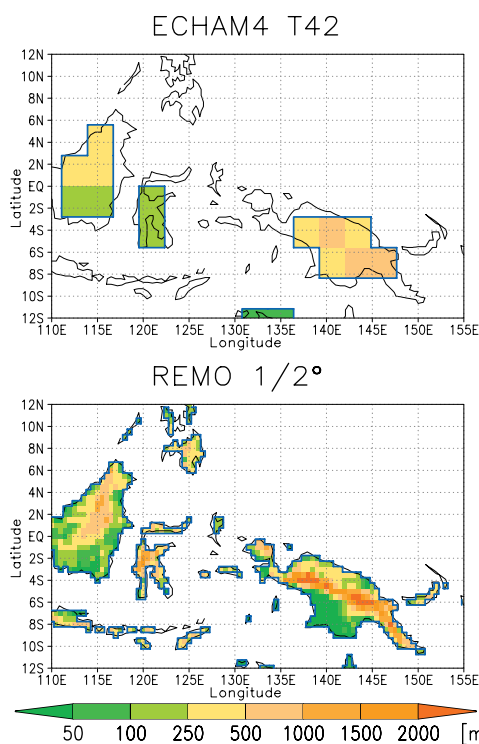 ECHAM4 T42
12N
10N
8N
6N
4N
2N
EQ
2S
4S
6S
8S
10S
12S
Latitude
110E 115E 120E 125E 130E 135E 140E 145E 150E 155E
Longitude
REMO 1/2°
12N
10N
8N
6N
4N
2N
EQ
2S
4S
6S
8S
10S
12S
Latitude
110E 115E 120E 125E 130E 135E 140E 145E 150E 155E
Longitude
50 100 250 500 1000 1500 2000 [m